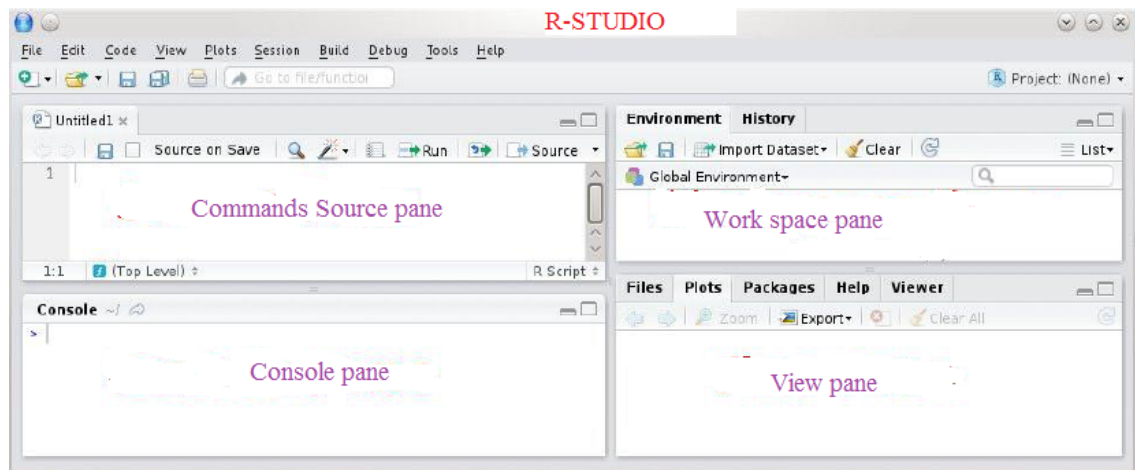 R-STUDIO
File Edit Code View Plots Session Build Debug Tools Help
Go to file/function
Project: (None)
Untitled1
Source on Save Run Source
1
Commands Source pane
1:1 (Top Level) R Script
Console ~/
>
Console pane
Environment History
Import Dataset Clear List
Global Environment
Work space pane
Files Plots Packages Help Viewer
Zoom Export Clear All
View pane